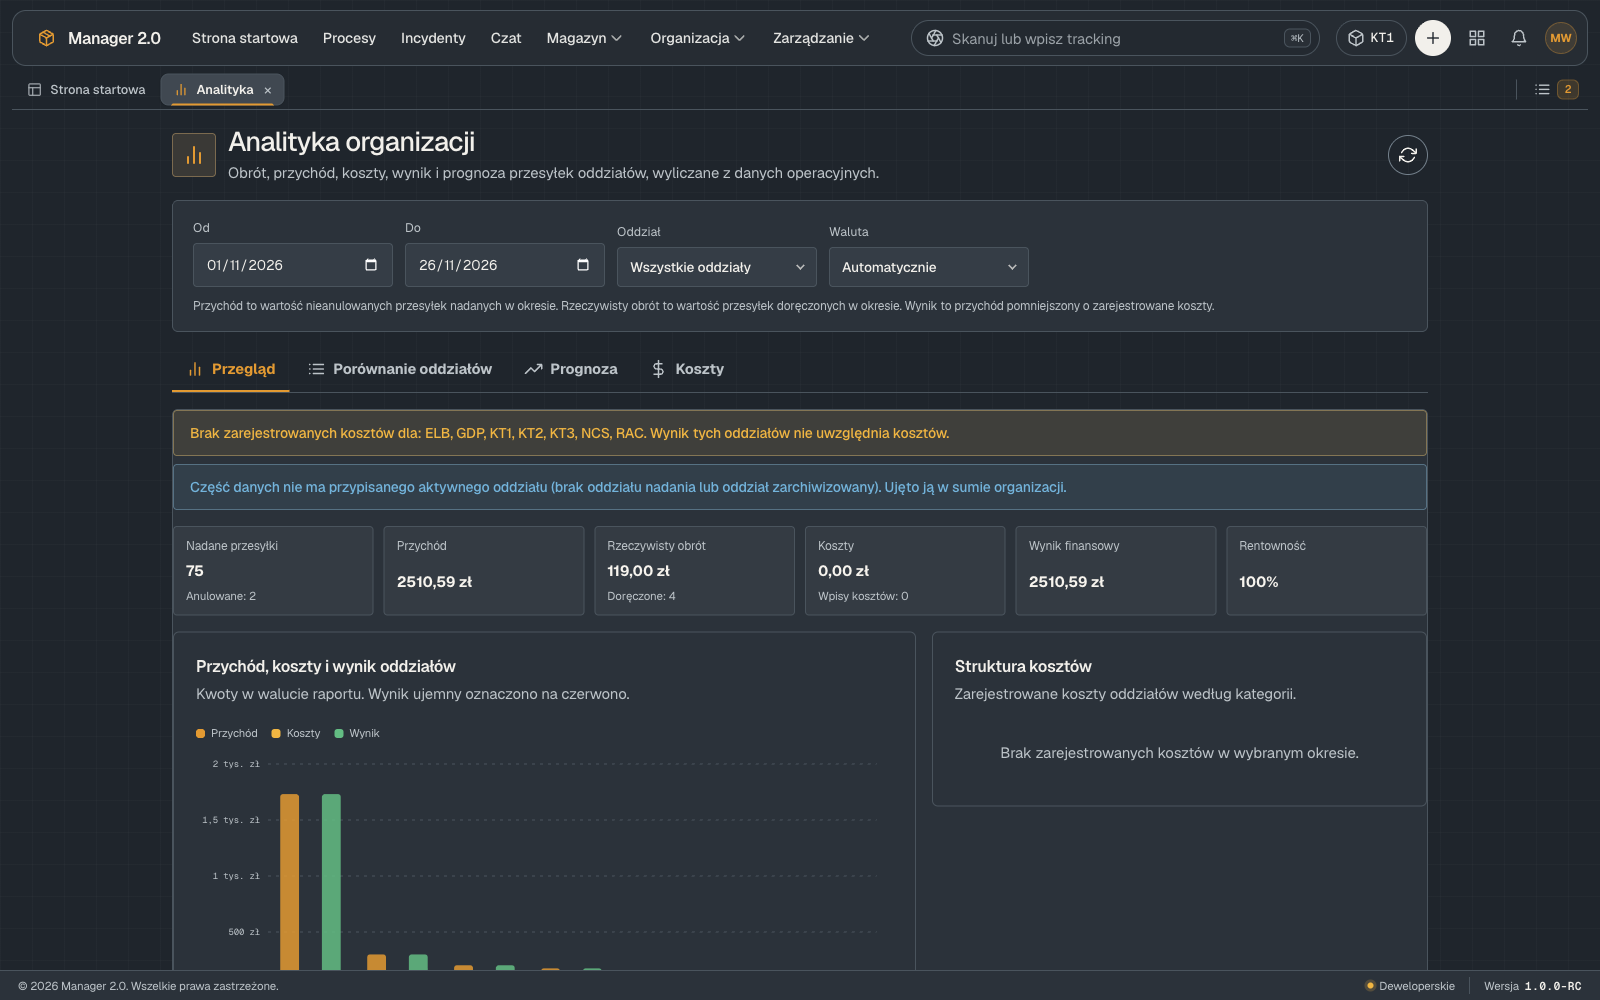 Manager 2.0 Strona startowa Procesy Incydenty Czat Magazyn Organizacja Zarządzanie Skanuj lub wpisz tracking ⌘K KT1 + MW
Strona startowa Analityka × 2
Analityka organizacji
Obrót, przychód, koszty, wynik i prognoza przesyłek oddziałów, wyliczane z danych operacyjnych.
Od Do Oddział Waluta
01/11/2026 26/11/2026 Wszystkie oddziały Automatycznie
Przychód to wartość nieanulowanych przesyłek nadanych w okresie. Rzeczywisty obrót to wartość przesyłek doręczonych w okresie. Wynik to przychód pomniejszony o zarejestrowane koszty.
Przegląd Porównanie oddziałów Prognoza Koszty
Brak zarejestrowanych kosztów dla: ELB, GDP, KT1, KT2, KT3, NCS, RAC. Wynik tych oddziałów nie uwzględnia kosztów.
Część danych nie ma przypisanego aktywnego oddziału (brak oddziału nadania lub oddział zarchiwizowany). Ujęto ją w sumie organizacji.
Nadane przesyłki
75
Anulowane: 2
Przychód
2510,59 zł
Rzeczywisty obrót
119,00 zł
Doręczone: 4
Koszty
0,00 zł
Wpisy kosztów: 0
Wynik finansowy
2510,59 zł
Rentowność
100%
Przychód, koszty i wynik oddziałów
Kwoty w walucie raportu. Wynik ujemny oznaczono na czerwono.
Przychód Koszty Wynik
2 tys. zł
1,5 tys. zł
1 tys. zł
500 zł
Struktura kosztów
Zarejestrowane koszty oddziałów według kategorii.
Brak zarejestrowanych kosztów w wybranym okresie.
© 2026 Manager 2.0. Wszelkie prawa zastrzeżone. Deweloperskie Wersja 1.0.0-RC